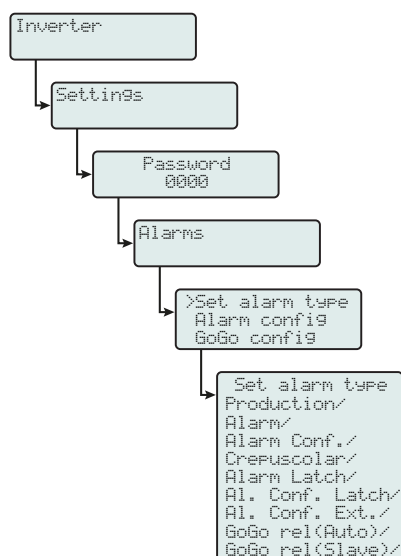 Inverter
Settings
Password
0000
Alarms
>Set alarm type
Alarm config
GoGo config
Set alarm type
Production/
Alarm/
Alarm Conf./
Crepuscolar/
Alarm Latch/
Al. Conf. Latch/
Al. Conf. Ext./
GoGo rel(Auto)/
GoGo rel(Slave)/